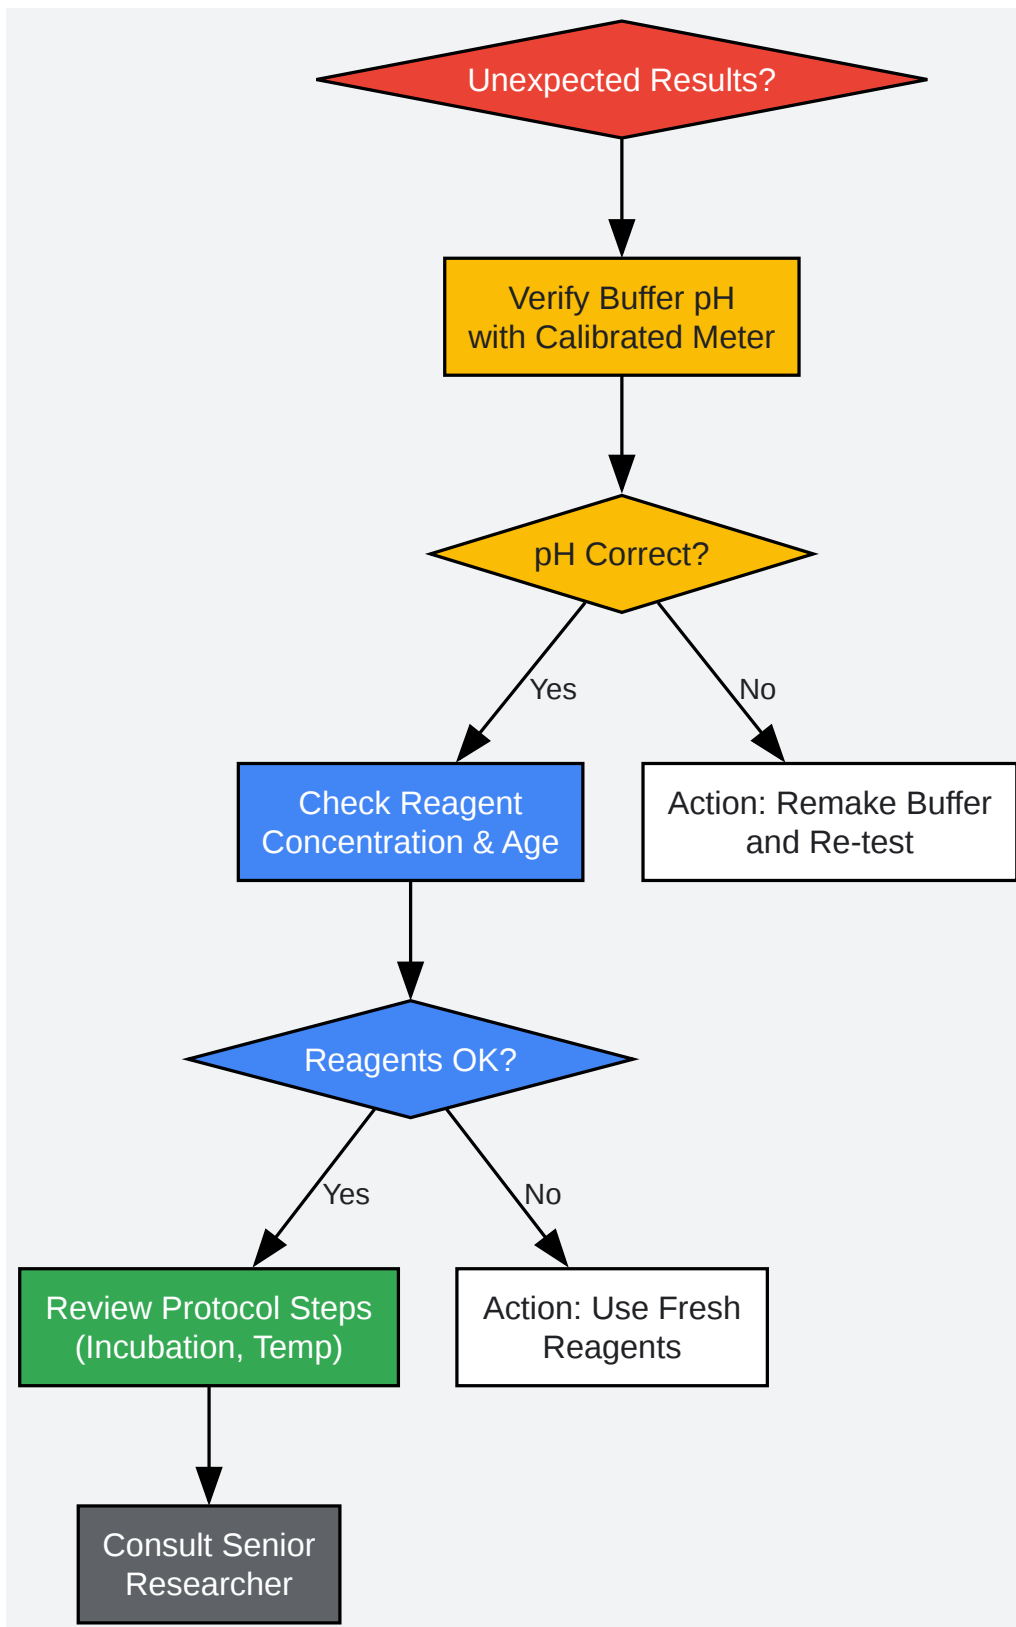 Unexpected Results?
Verify Buffer pH
with Calibrated Meter
pH Correct?
Yes
No
Check Reagent
Concentration & Age
Action: Remake Buffer
and Re-test
Reagents OK?
Yes
No
Review Protocol Steps
(Incubation, Temp)
Action: Use Fresh
Reagents
Consult Senior
Researcher